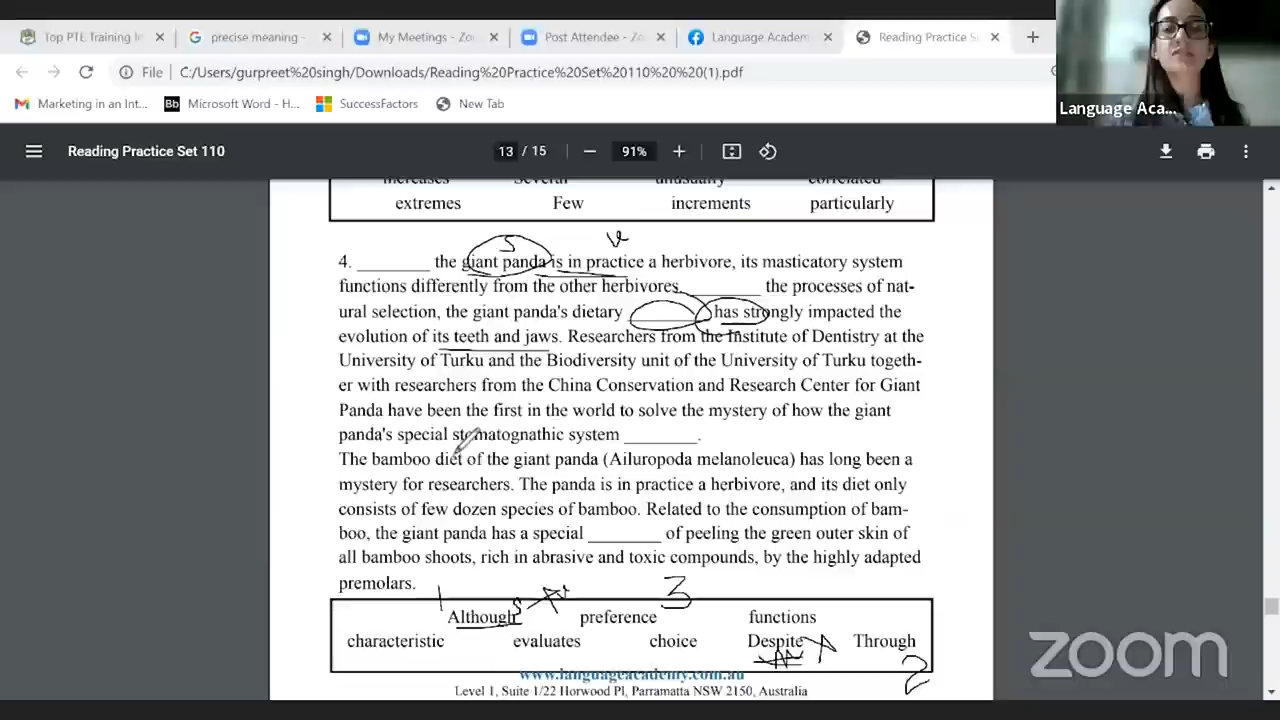 Top PTE Training In
precise meaning -
My Meetings - Zo
Post Attendee - Zo
Language Academ
Reading Practice S
File
C:/Users/gurpreet%20singh/Downloads/Reading%20Practice%20Set%20110%20%20(1).pdf
Marketing in an Int...
Bb Microsoft Word - H...
SuccessFactors
New Tab
Language Aca...
Reading Practice Set 110
13 / 15
91%
increases Several unusually correlated
extremes Few increments particularly
s v
4. ________ the giant panda is in practice a herbivore, its masticatory system
functions differently from the other herbivores. ________ the processes of nat-
ural selection, the giant panda's dietary ________ has strongly impacted the
evolution of its teeth and jaws. Researchers from the Institute of Dentistry at the
University of Turku and the Biodiversity unit of the University of Turku togeth-
er with researchers from the China Conservation and Research Center for Giant
Panda have been the first in the world to solve the mystery of how the giant
panda's special stomatognathic system ________.
The bamboo diet of the giant panda (Ailuropoda melanoleuca) has long been a
mystery for researchers. The panda is in practice a herbivore, and its diet only
consists of few dozen species of bamboo. Related to the consumption of bam-
boo, the giant panda has a special ________ of peeling the green outer skin of
all bamboo shoots, rich in abrasive and toxic compounds, by the highly adapted
premolars.
1 3
Although preference functions
characteristic evaluates choice Despite Through
2
www.languageacademy.com.au
Level 1, Suite 1/22 Horwood Pl, Parramatta NSW 2150, Australia
zoom